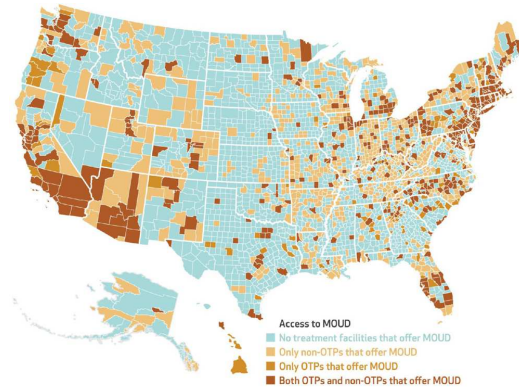 Access to MOUD
No treatment facilities that offer MOUD
Only non-OTPs that offer MOUD
Only OTPs that offer MOUD
Both OTPs and non-OTPs that offer MOUD